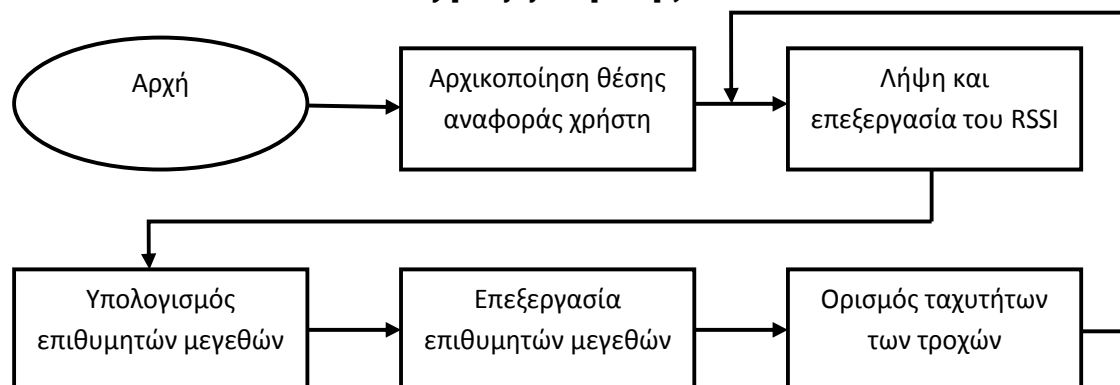 Αρχή
Αρχικοποίηση θέσης
αναφοράς χρήστη
Λήψη και
επεξεργασία του RSSI
Υπολογισμός
επιθυμητών μεγεθών
Επεξεργασία
επιθυμητών μεγεθών
Ορισμός ταχυτήτων
των τροχών